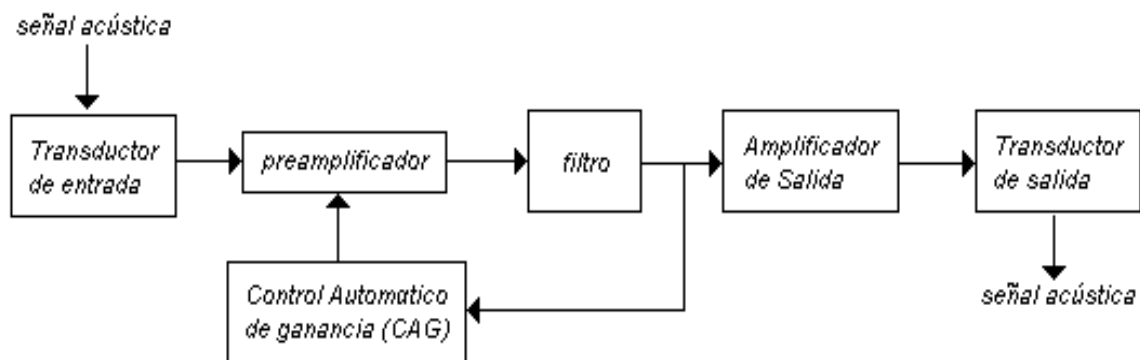 señal acústica
Transductor
de entrada
preamplificador
filtro
Amplificador
de Salida
Transductor
de salida
Control Automatico
de ganancia (CAG)
señal acústica